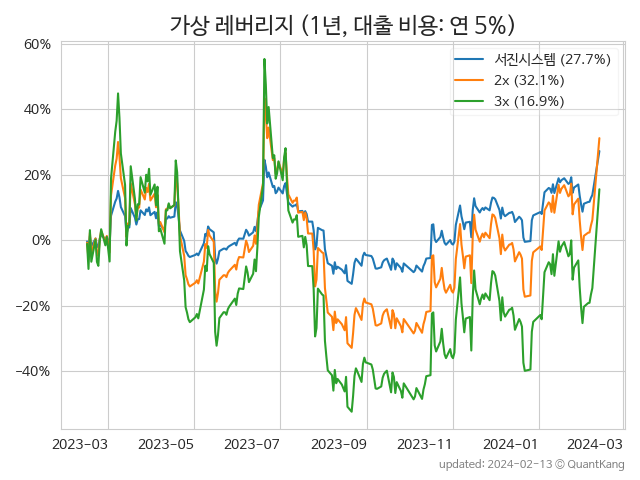 가상 레버리지 (1년, 대출 비용: 연 5%)
서진시스템 (27.7%)
2x (32.1%)
3x (16.9%)
60%
40%
20%
0%
−20%
−40%
2023-03 2023-05 2023-07 2023-09 2023-11 2024-01 2024-03
updated: 2024-02-13 © QuantKang